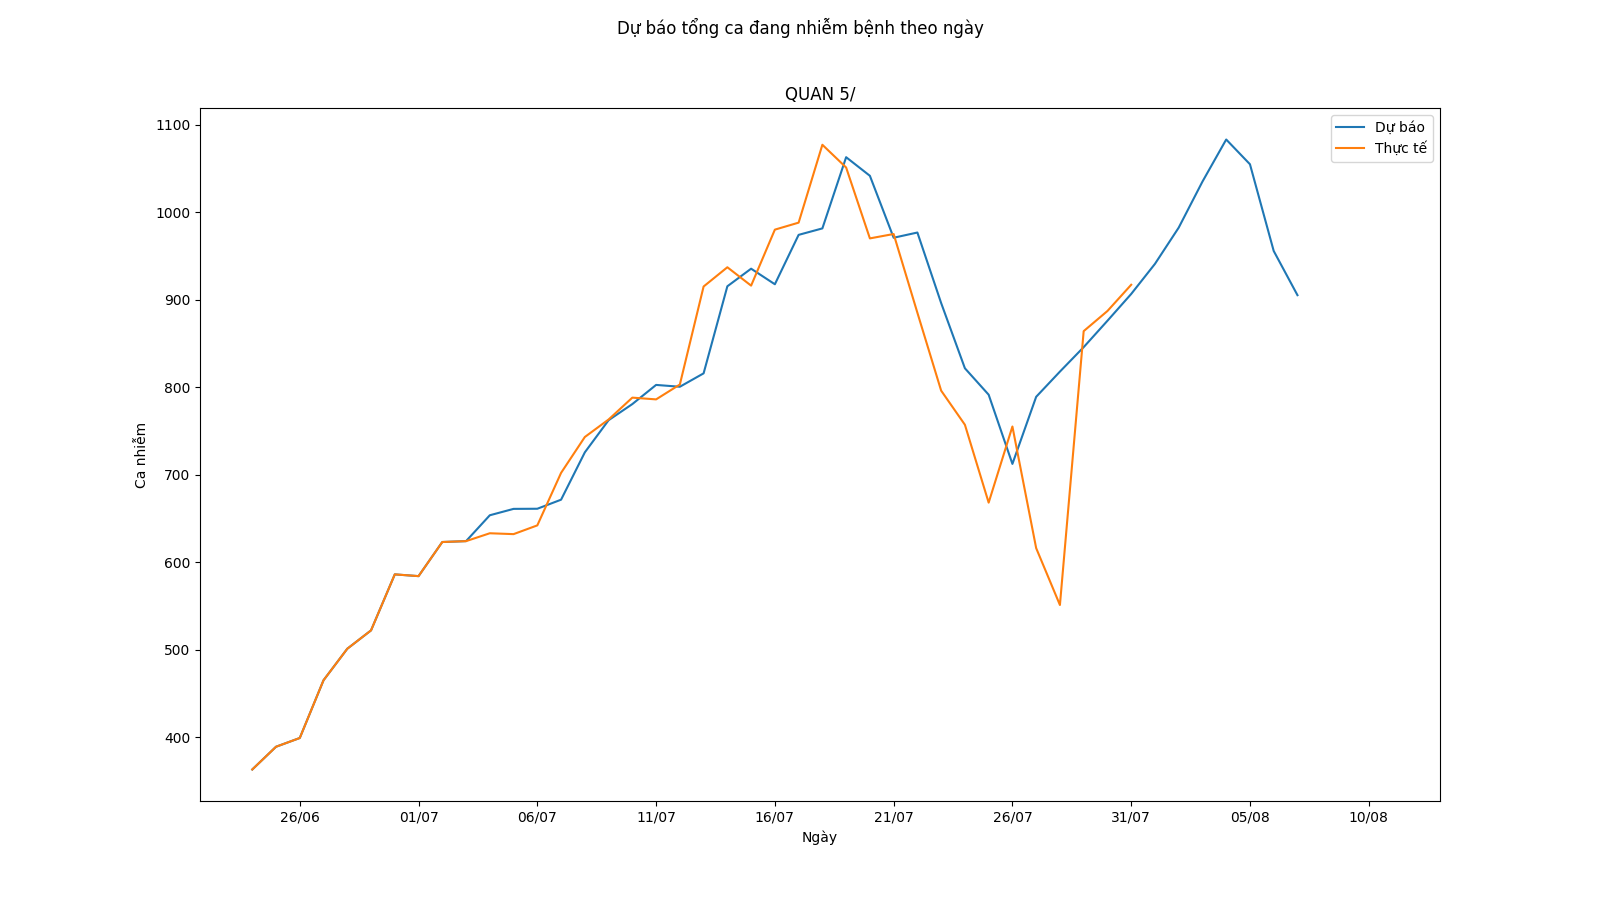 Dự báo tổng ca đang nhiễm bệnh theo ngày
QUAN 5/
Dự báo
Thực tế
Ca nhiễm
1100
1000
900
800
700
600
500
400
26/06 01/07 06/07 11/07 16/07 21/07 26/07 31/07 05/08 10/08
Ngày